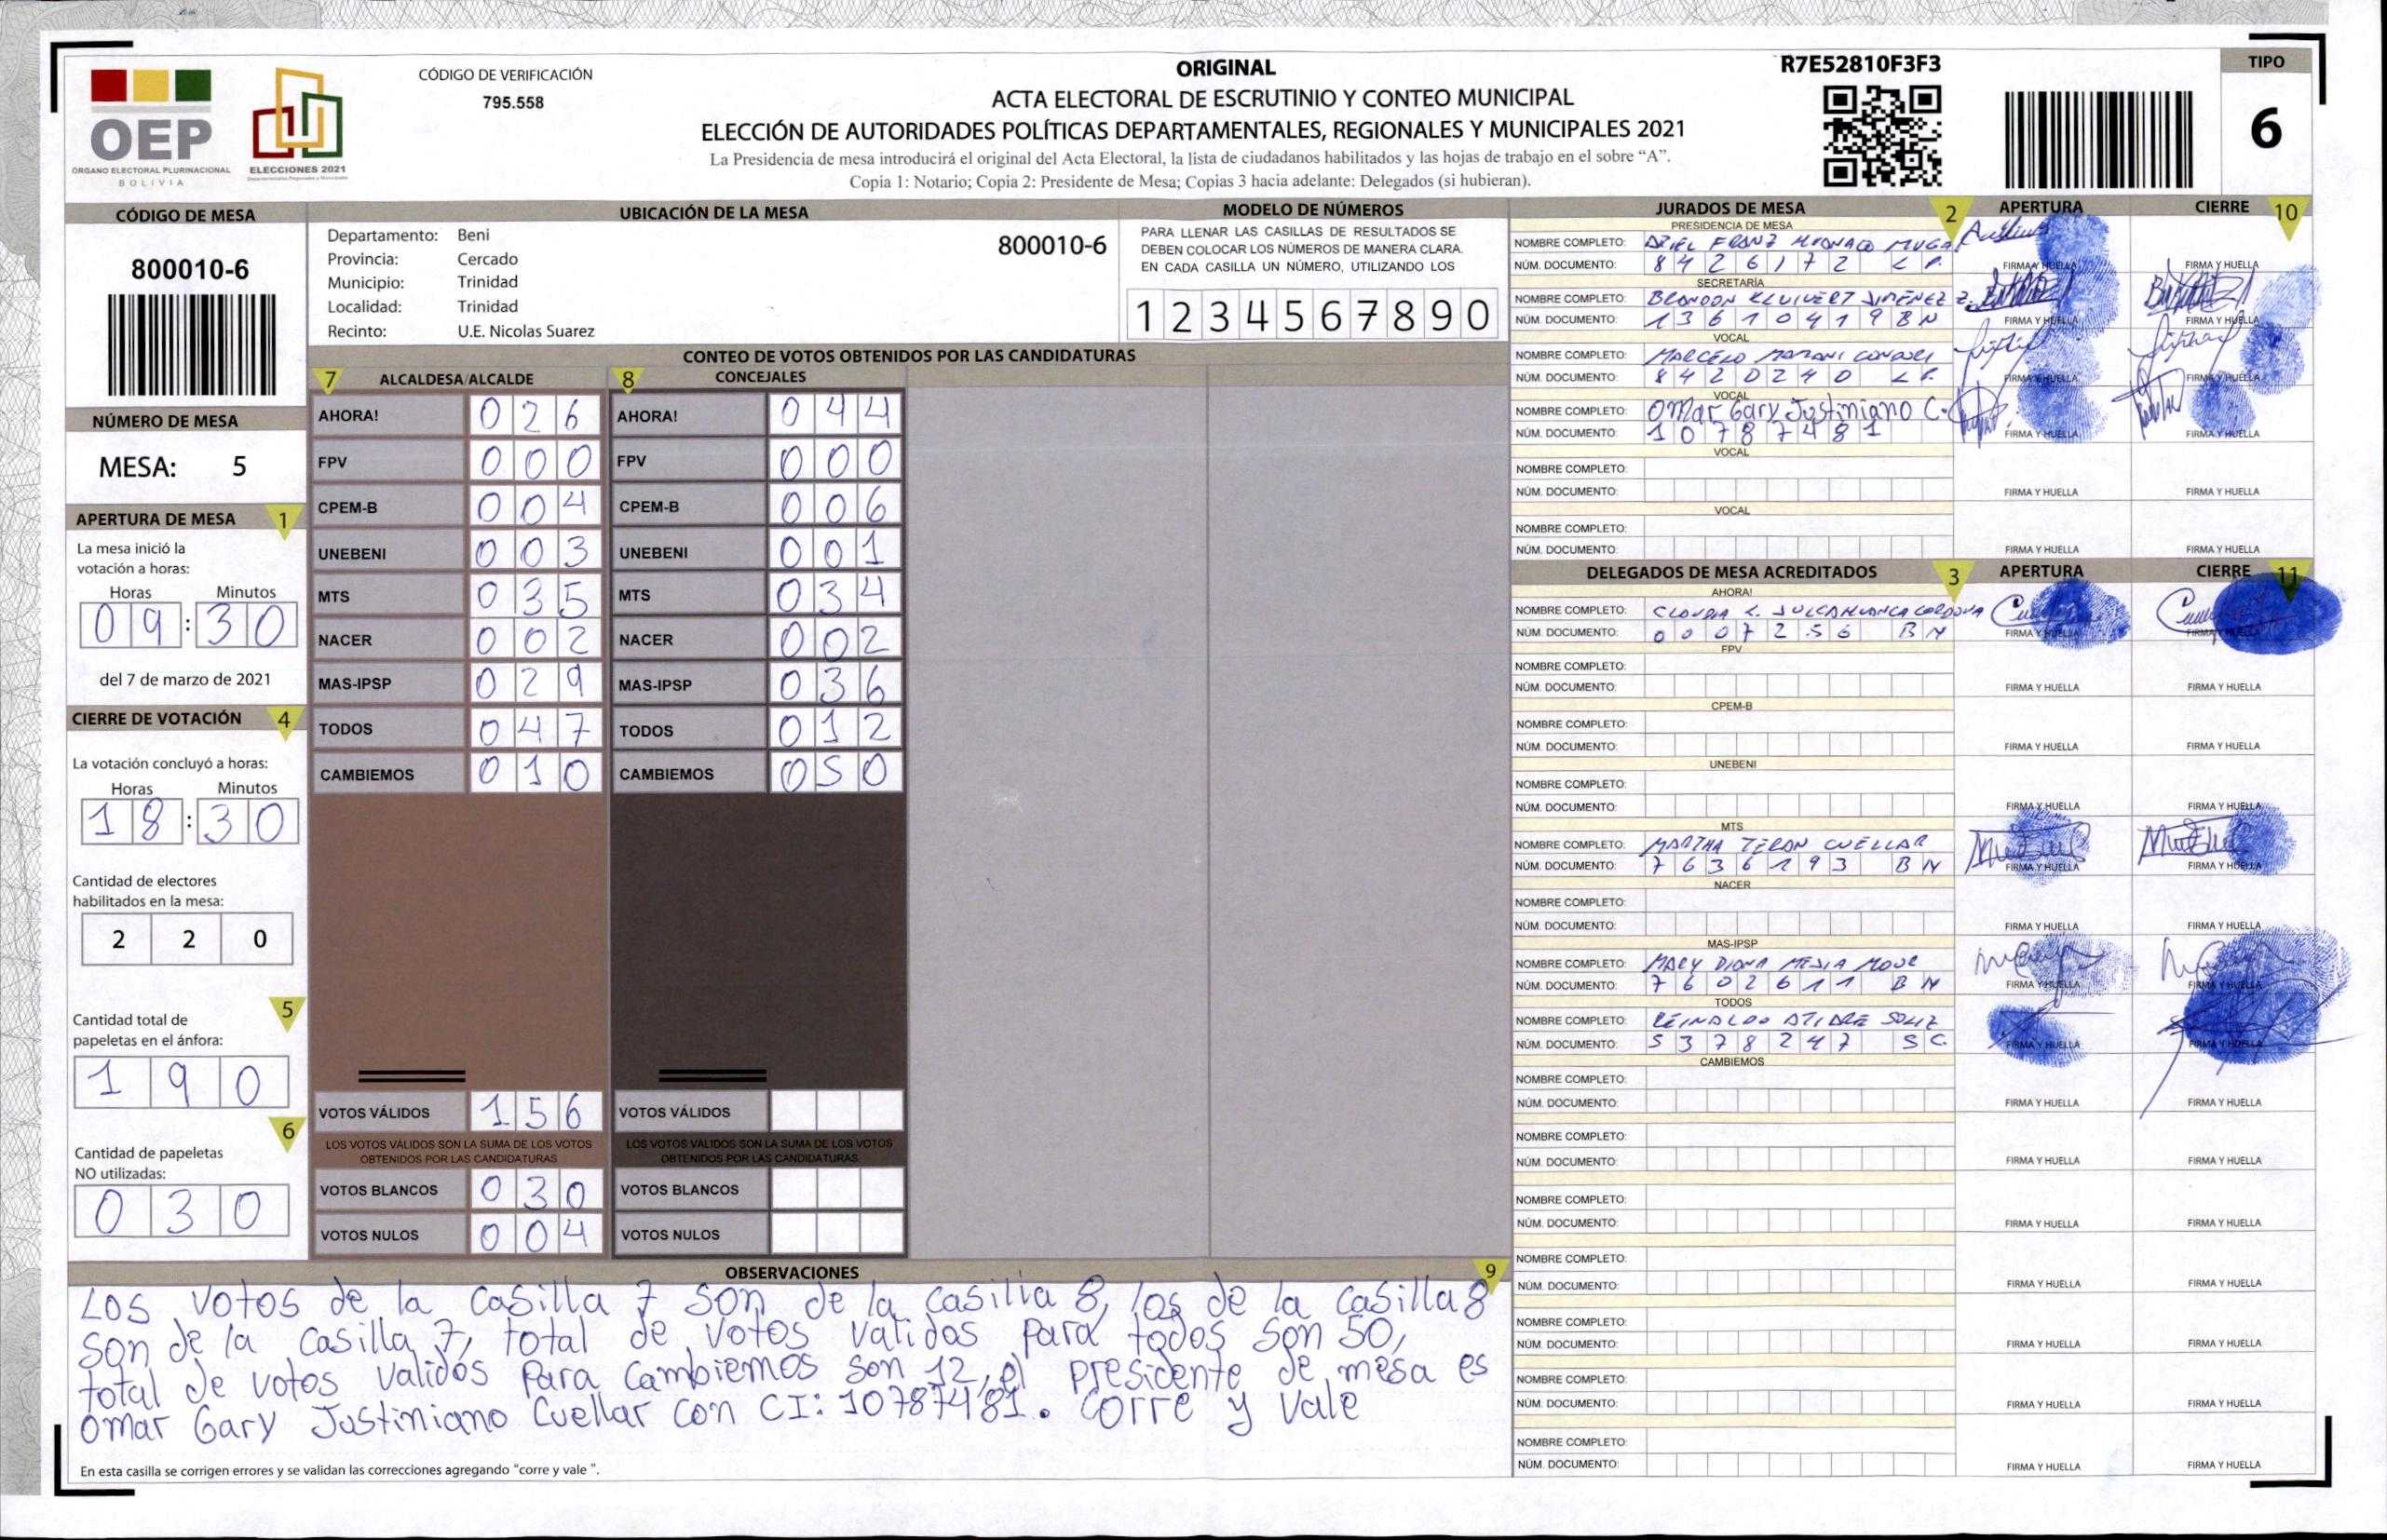 CÓDIGO DE VERIFICACIÓN
795.558
OEP
ÓRGANO ELECTORAL PLURINACIONAL
BOLIVIA
ELECCIONES 2021
ORIGINAL
ACTA ELECTORAL DE ESCRUTINIO Y CONTEO MUNICIPAL
ELECCIÓN DE AUTORIDADES POLÍTICAS DEPARTAMENTALES, REGIONALES Y MUNICIPALES 2021
La Presidencia de mesa introducirá el original del Acta Electoral, la lista de ciudadanos habilitados y las hojas de trabajo en el sobre “A”.
Copia 1: Notario; Copia 2: Presidente de Mesa; Copias 3 hacia adelante: Delegados (si hubieran).
R7E52810F3F3
TIPO
6
CÓDIGO DE MESA
800010-6
NÚMERO DE MESA
MESA: 5
APERTURA DE MESA 1
La mesa inició la
votación a horas:
Horas Minutos
09:30
del 7 de marzo de 2021
CIERRE DE VOTACIÓN 4
La votación concluyó a horas:
Horas Minutos
18:30
Cantidad de electores
habilitados en la mesa:
2 2 0
5
Cantidad total de
papeletas en el ánfora:
1 9 0
6
Cantidad de papeletas
NO utilizadas:
0 3 0
UBICACIÓN DE LA MESA
Departamento: Beni
Provincia: Cercado
Municipio: Trinidad
Localidad: Trinidad
Recinto: U.E. Nicolas Suarez
800010-6
MODELO DE NÚMEROS
PARA LLENAR LAS CASILLAS DE RESULTADOS SE
DEBEN COLOCAR LOS NÚMEROS DE MANERA CLARA.
EN CADA CASILLA UN NÚMERO, UTILIZANDO LOS
1 2 3 4 5 6 7 8 9 0
CONTEO DE VOTOS OBTENIDOS POR LAS CANDIDATURAS
7 ALCALDESA/ALCALDE 8 CONCEJALES
AHORA! 026 AHORA! 044
FPV 000 FPV 000
CPEM-B 004 CPEM-B 006
UNEBENI 003 UNEBENI 001
MTS 035 MTS 034
NACER 002 NACER 002
MAS-IPSP 029 MAS-IPSP 036
TODOS 047 TODOS 012
CAMBIEMOS 010 CAMBIEMOS 050
VOTOS VÁLIDOS 156 VOTOS VÁLIDOS
LOS VOTOS VÁLIDOS SON LA SUMA DE LOS VOTOS LOS VOTOS VÁLIDOS SON LA SUMA DE LOS VOTOS
OBTENIDOS POR LAS CANDIDATURAS OBTENIDOS POR LAS CANDIDATURAS
VOTOS BLANCOS 030 VOTOS BLANCOS
VOTOS NULOS 004 VOTOS NULOS
OBSERVACIONES 9
Los votos de la casilla 7 son de la casilla 8, los de la casilla 8
son de la casilla 7, total de votos validos para todos son 50,
total de votos validos para cambiemos son 12, el presidente de mesa es
Omar Gary Justiniano Cuellar con CI: 10787481. corre y vale
En esta casilla se corrigen errores y se validan las correcciones agregando “corre y vale ”.
JURADOS DE MESA 2 APERTURA CIERRE 10
PRESIDENCIA DE MESA
NOMBRE COMPLETO: FRANZ
NÚM. DOCUMENTO: 8426172 LP. FIRMA Y HUELLA FIRMA Y HUELLA
SECRETARÍA
NOMBRE COMPLETO: BRANDON KLUIVERT JIMENEZ Z.
NÚM. DOCUMENTO: 13610419BN FIRMA Y HUELLA FIRMA Y HUELLA
VOCAL
NOMBRE COMPLETO: MARCELO MAMANI CONDORI
NÚM. DOCUMENTO: 8420240 LP. FIRMA Y HUELLA FIRMA Y HUELLA
VOCAL
NOMBRE COMPLETO: Omar Gary Justiniano C.
NÚM. DOCUMENTO: 10787481 FIRMA Y HUELLA FIRMA Y HUELLA
VOCAL
NOMBRE COMPLETO:
NÚM. DOCUMENTO: FIRMA Y HUELLA FIRMA Y HUELLA
VOCAL
NOMBRE COMPLETO:
NÚM. DOCUMENTO: FIRMA Y HUELLA FIRMA Y HUELLA
DELEGADOS DE MESA ACREDITADOS 3 APERTURA CIERRE 11
AHORA!
NOMBRE COMPLETO: CLAUDIA CORDOVA
NÚM. DOCUMENTO: 0007256 BN FIRMA Y HUELLA FIRMA Y HUELLA
FPV
NOMBRE COMPLETO:
NÚM. DOCUMENTO: FIRMA Y HUELLA FIRMA Y HUELLA
CPEM-B
NOMBRE COMPLETO:
NÚM. DOCUMENTO: FIRMA Y HUELLA FIRMA Y HUELLA
UNEBENI
NOMBRE COMPLETO:
NÚM. DOCUMENTO: FIRMA Y HUELLA FIRMA Y HUELLA
MTS
NOMBRE COMPLETO: MARTHA TERAN CUELLAR
NÚM. DOCUMENTO: 7636193 BN FIRMA Y HUELLA FIRMA Y HUELLA
NACER
NOMBRE COMPLETO:
NÚM. DOCUMENTO: FIRMA Y HUELLA FIRMA Y HUELLA
MAS-IPSP
NOMBRE COMPLETO: MARY DIANA MEJIA
NÚM. DOCUMENTO: 7602611 BN FIRMA Y HUELLA FIRMA Y HUELLA
TODOS
NOMBRE COMPLETO: REINALDO SOLIZ
NÚM. DOCUMENTO: 5378247 SC FIRMA Y HUELLA FIRMA Y HUELLA
CAMBIEMOS
NOMBRE COMPLETO:
NÚM. DOCUMENTO: FIRMA Y HUELLA FIRMA Y HUELLA
NOMBRE COMPLETO:
NÚM. DOCUMENTO: FIRMA Y HUELLA FIRMA Y HUELLA
NOMBRE COMPLETO:
NÚM. DOCUMENTO: FIRMA Y HUELLA FIRMA Y HUELLA
NOMBRE COMPLETO:
NÚM. DOCUMENTO: FIRMA Y HUELLA FIRMA Y HUELLA
NOMBRE COMPLETO:
NÚM. DOCUMENTO: FIRMA Y HUELLA FIRMA Y HUELLA
NOMBRE COMPLETO:
NÚM. DOCUMENTO: FIRMA Y HUELLA FIRMA Y HUELLA
NOMBRE COMPLETO:
NÚM. DOCUMENTO: FIRMA Y HUELLA FIRMA Y HUELLA